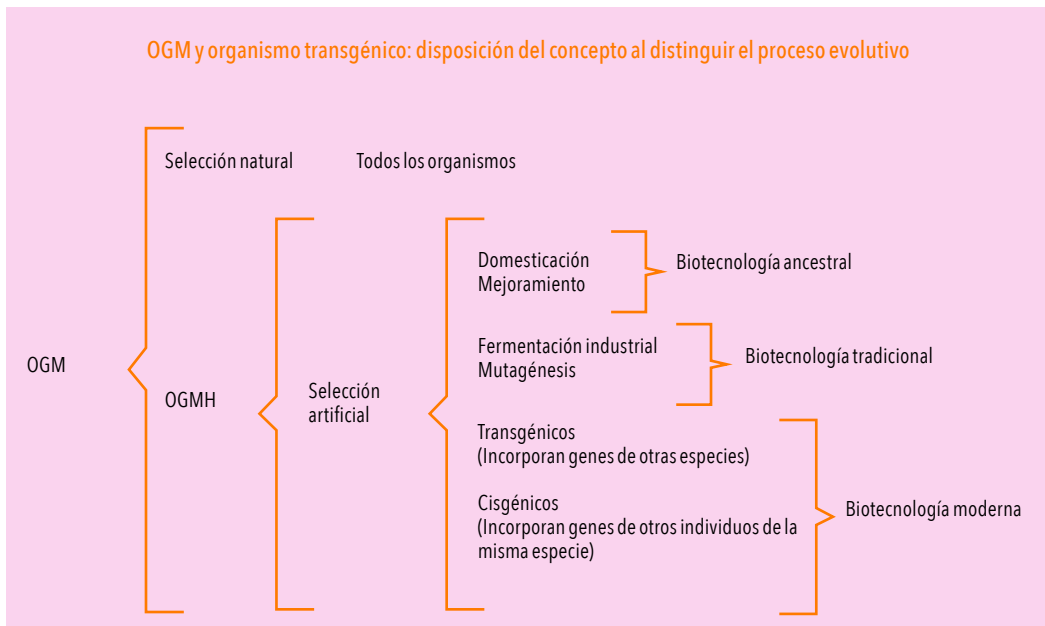 OGM y organismo transgénico: disposición del concepto al distinguir el proceso evolutivo
Selección natural
Todos los organismos
OGM
OGMH
Selección
artificial
Domesticación
Mejoramiento
Biotecnología ancestral
Fermentación industrial
Mutagénesis
Biotecnología tradicional
Transgénicos
(Incorporan genes de otras especies)
Cisgénicos
(Incorporan genes de otros individuos de la
misma especie)
Biotecnología moderna